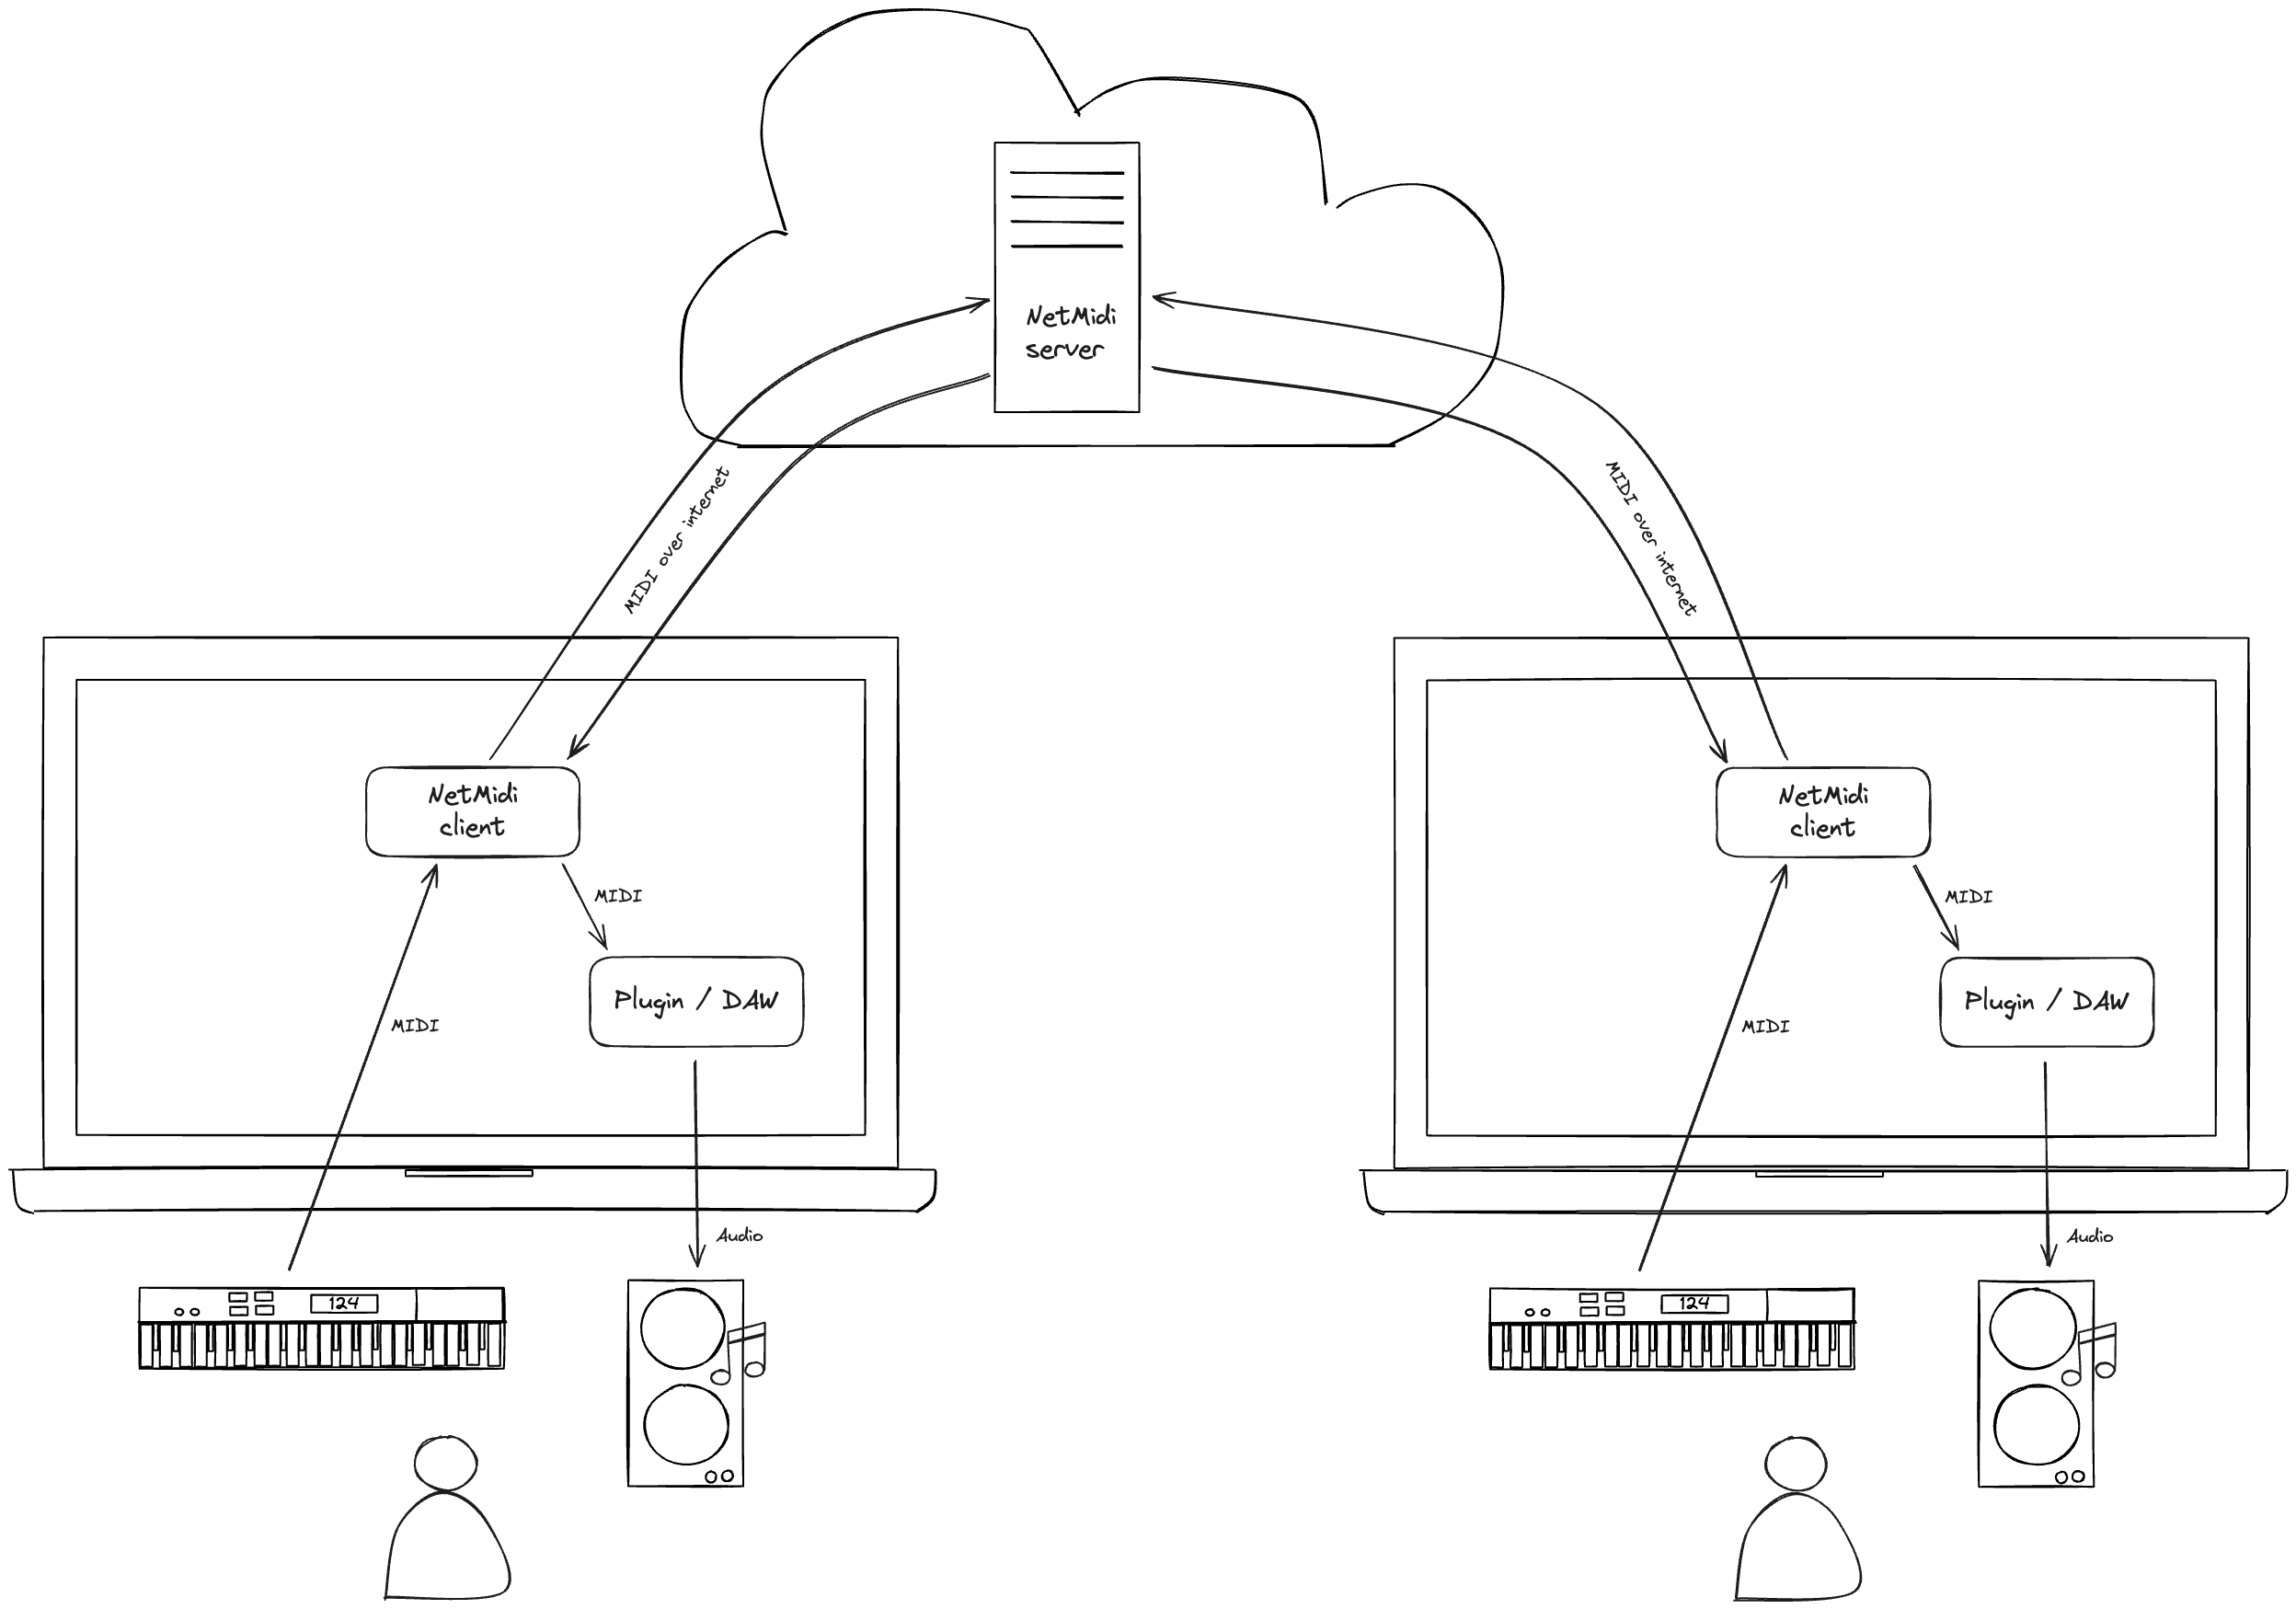 NetMidi
server
MIDI over internet
MIDI over internet
NetMidi
client
NetMidi
client
MIDI
MIDI
Plugin / DAW
Plugin / DAW
MIDI
MIDI
Audio
Audio
124
124